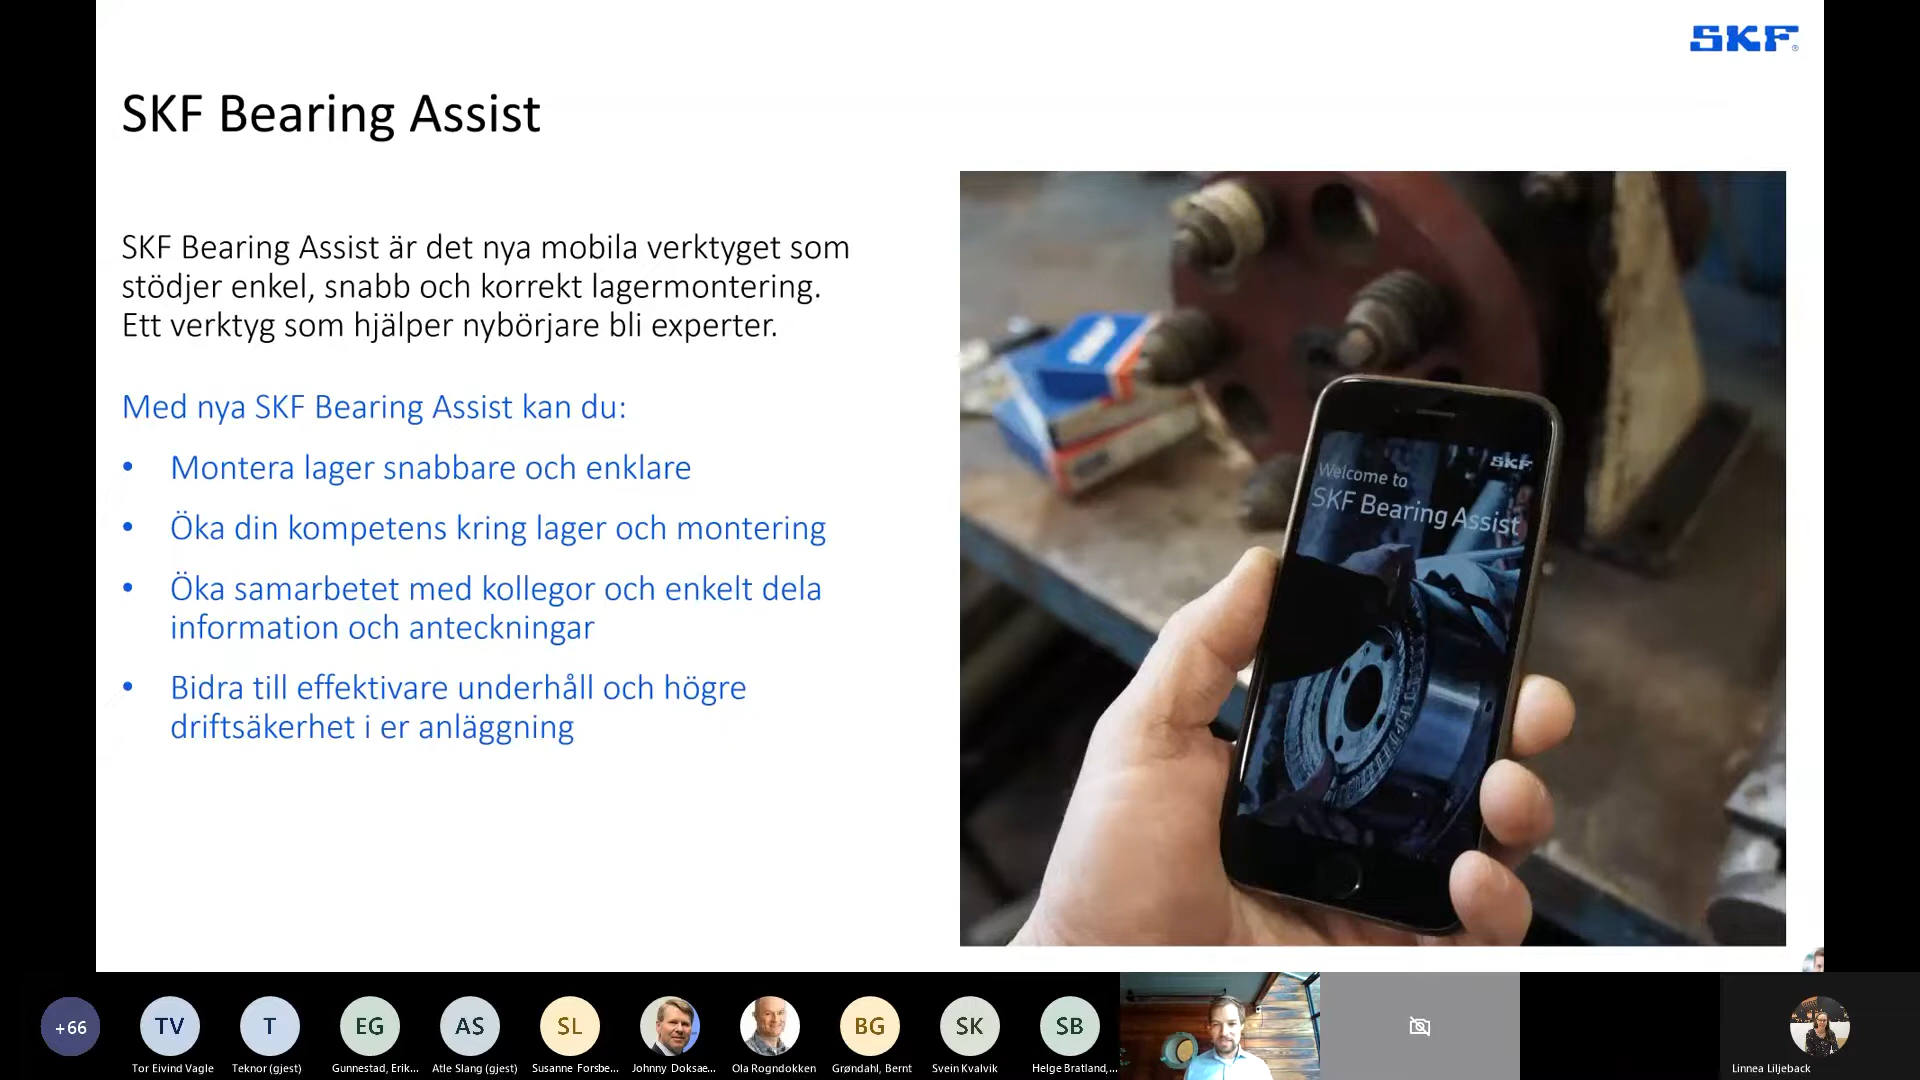 SKF
SKF Bearing Assist
SKF Bearing Assist är det nya mobila verktyget som
stödjer enkel, snabb och korrekt lagermontering.
Ett verktyg som hjälper nybörjare bli experter.
Med nya SKF Bearing Assist kan du:
• Montera lager snabbare och enklare
• Öka din kompetens kring lager och montering
• Öka samarbetet med kollegor och enkelt dela
information och anteckningar
• Bidra till effektivare underhåll och högre
driftsäkerhet i er anläggning
SKF
Welcome to
SKF Bearing Assist
+66
TV
T
EG
AS
SL
BG
SK
SB
Tor Eivind Vagle
Teknor (gjest)
Gunnestad, Erik...
Atle Slang (gjest)
Susanne Forsbe...
Johnny Doksae...
Ola Rogndokken
Grøndahl, Bernt
Svein Kvalvik
Helge Bratland,...
Linnea Liljeback